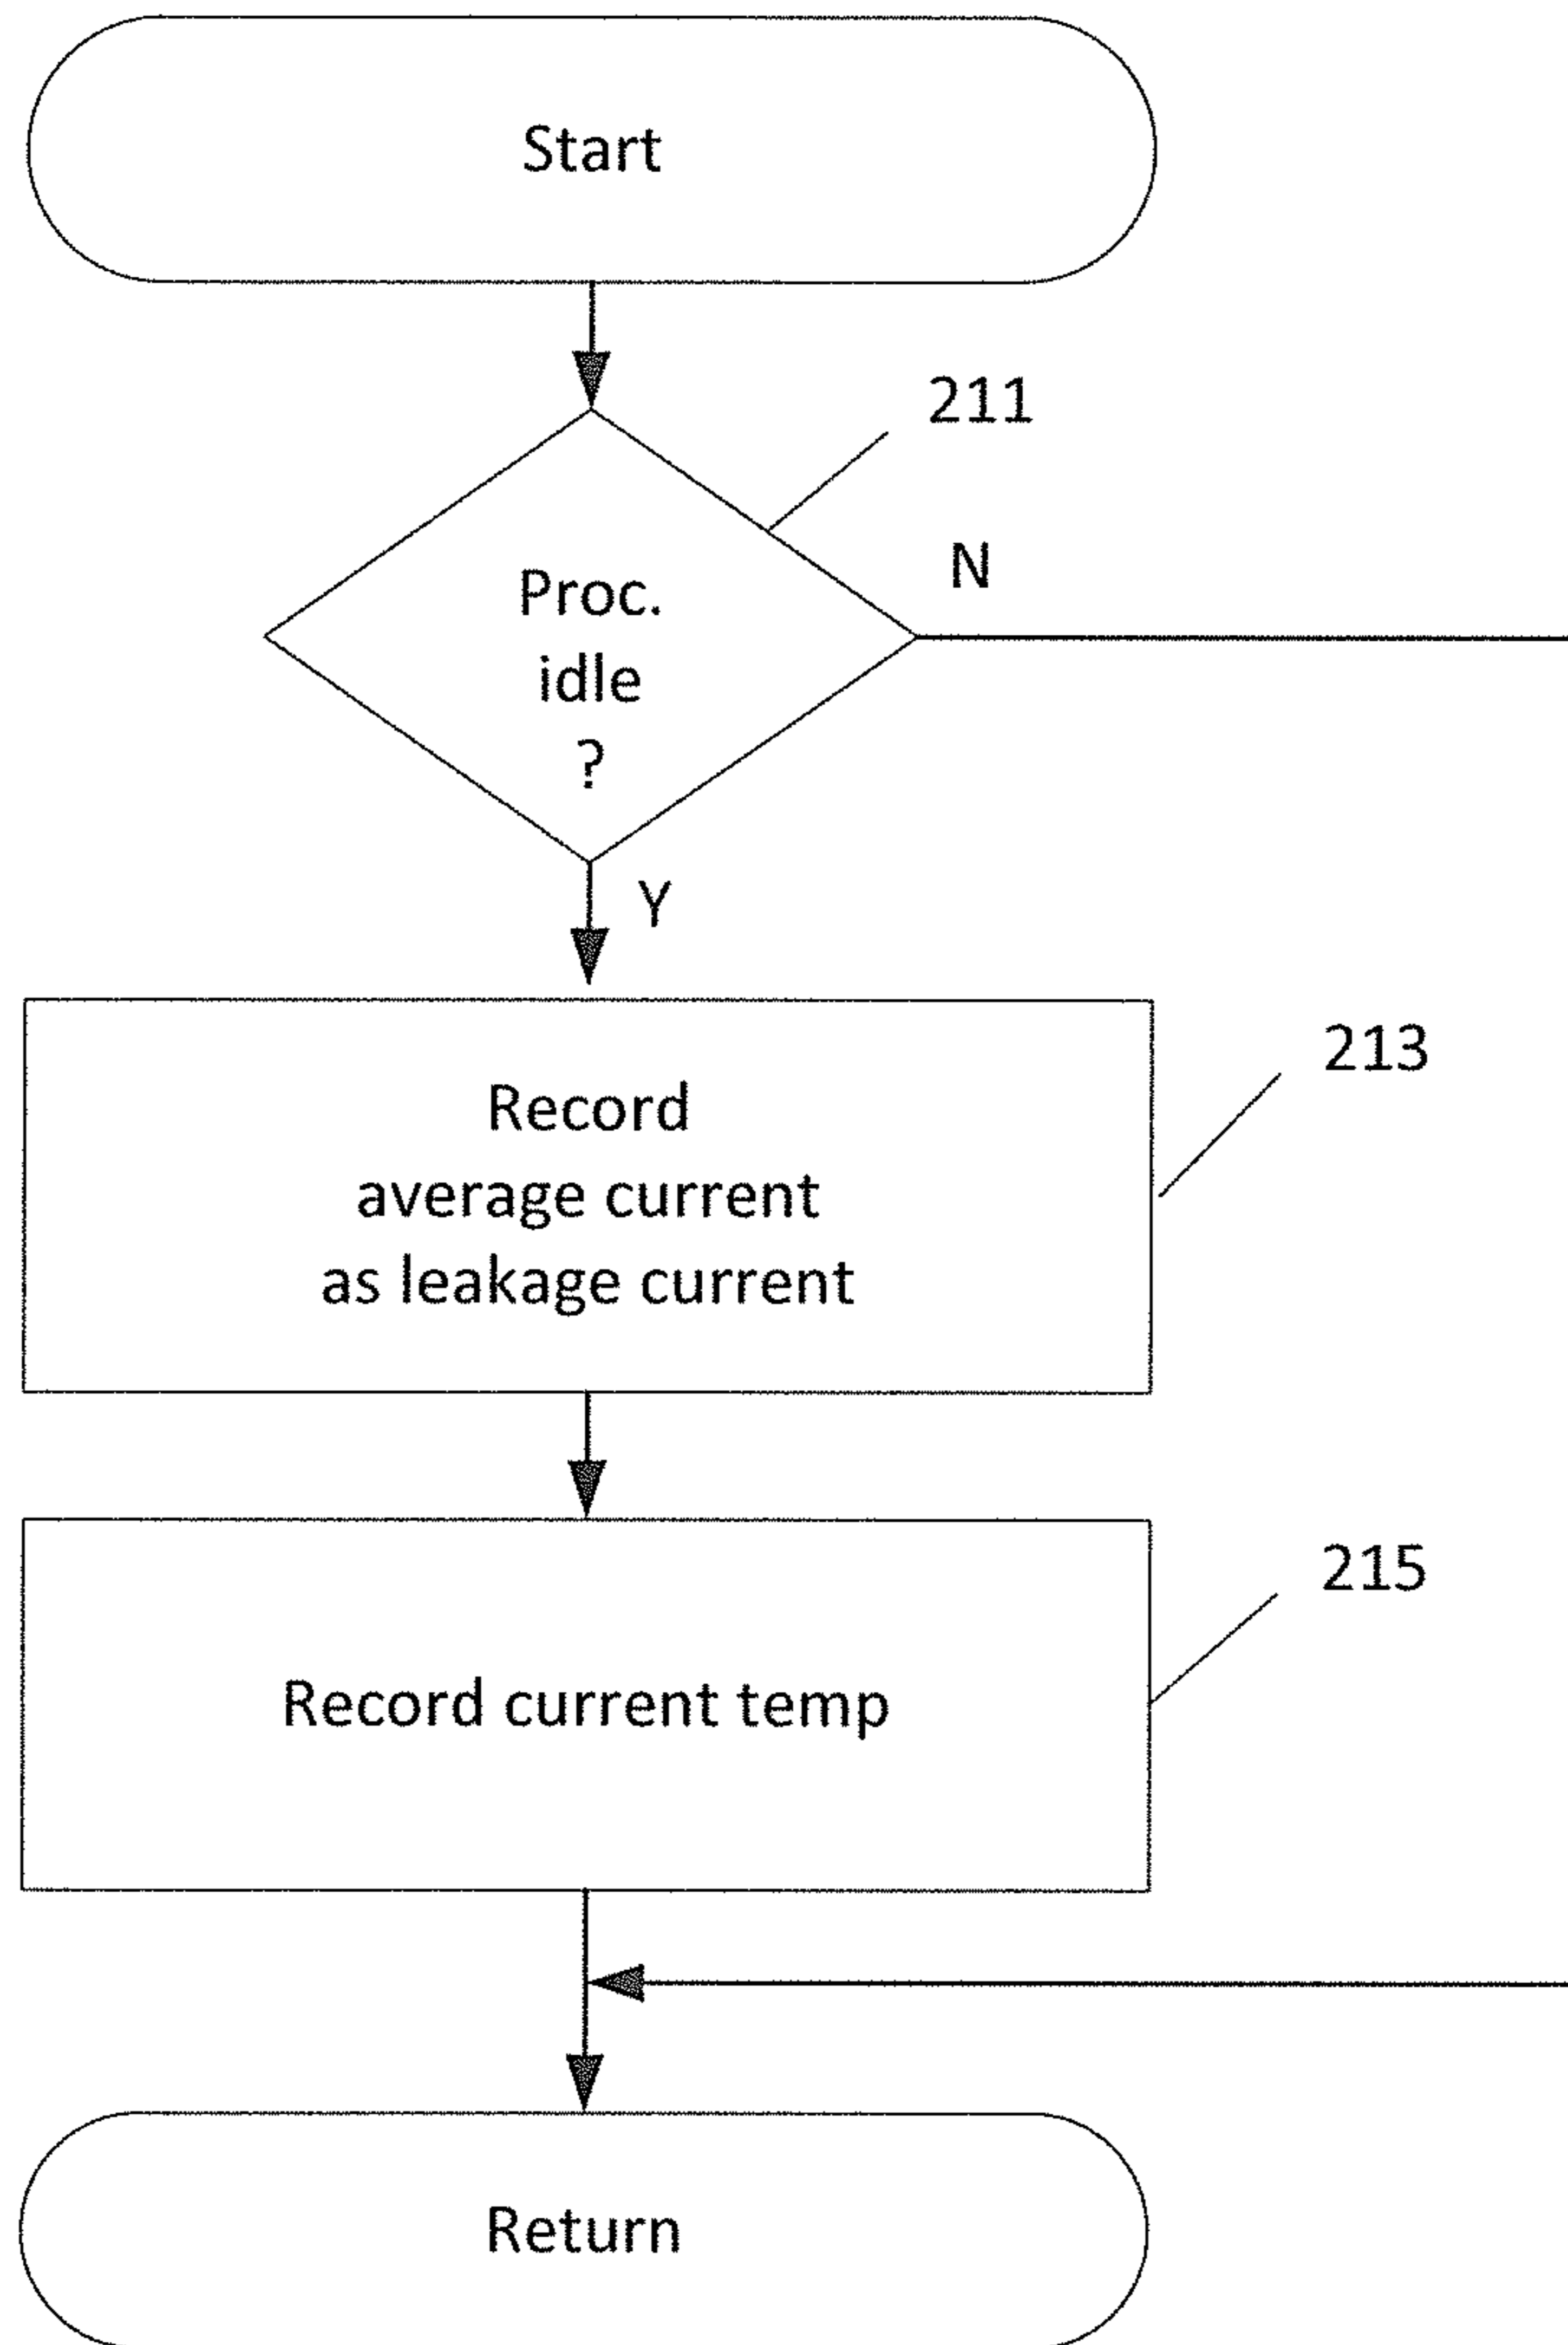 Start
211
N
Proc.
idle
?
Y
213
Record
average current
as leakage current
215
Record current temp
Return